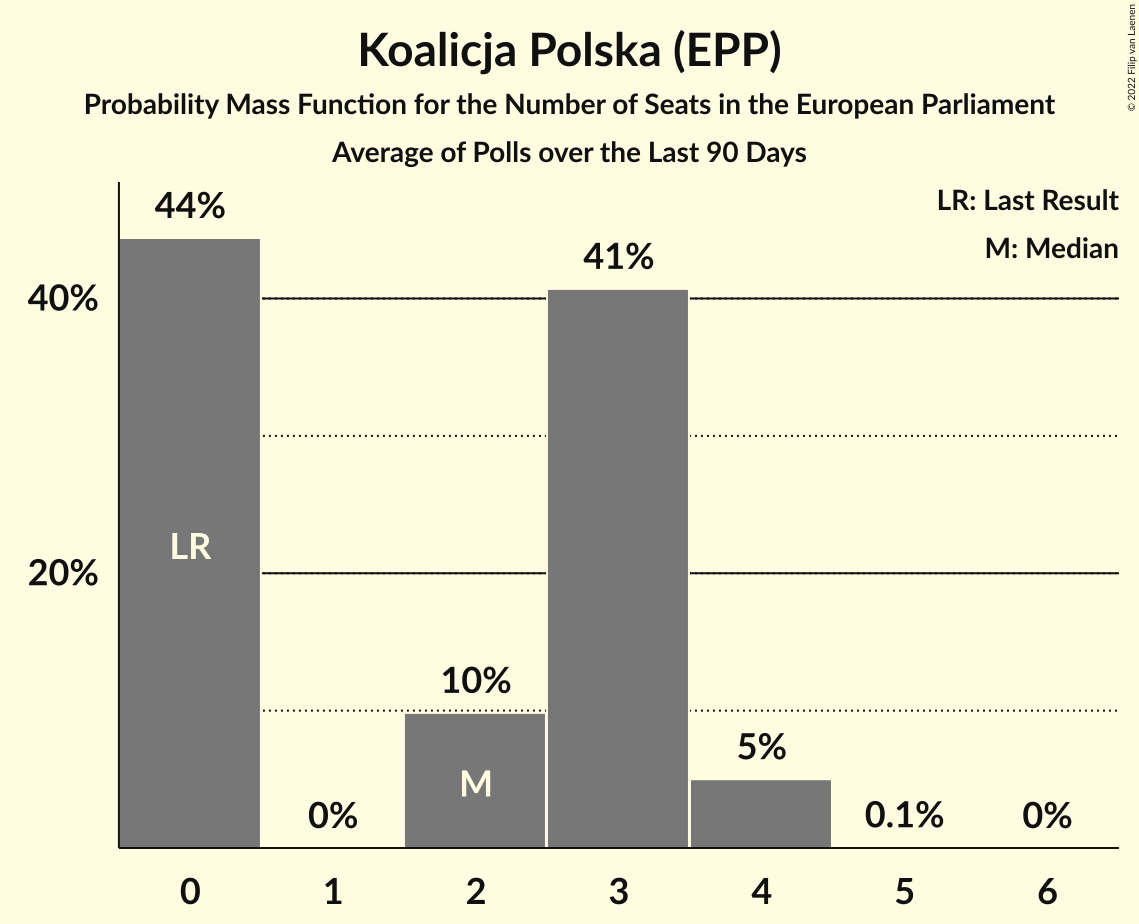 Koalicja Polska (EPP)
Probability Mass Function for the Number of Seats in the European Parliament
Average of Polls over the Last 90 Days
© 2022 Filip van Laenen
LR: Last Result
M: Median
44%
41%
40%
LR
20%
10%
M
5%
0%
0.1%
0%
0 1 2 3 4 5 6